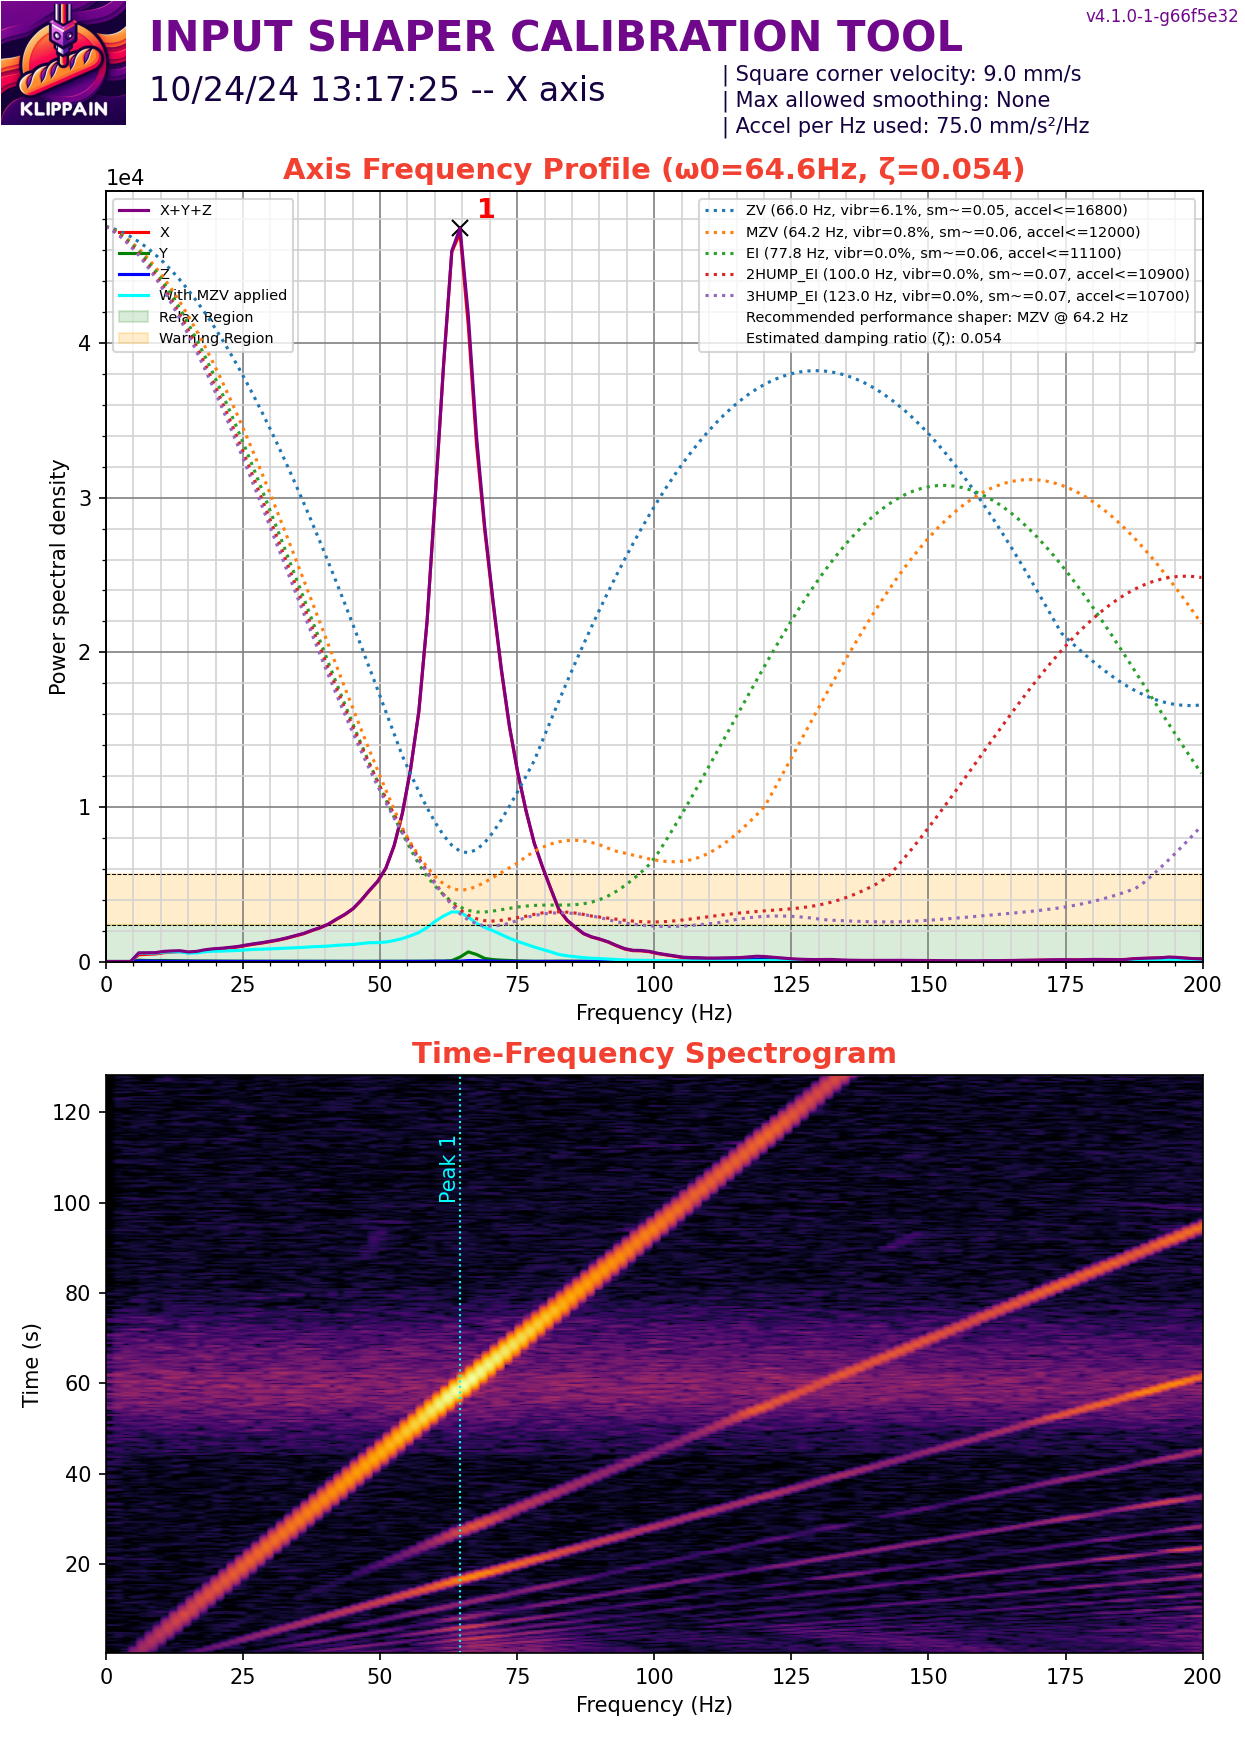 v4.1.0-1-g66f5e32
INPUT SHAPER CALIBRATION TOOL
10/24/24 13:17:25 -- X axis
| Square corner velocity: 9.0 mm/s
| Max allowed smoothing: None
| Accel per Hz used: 75.0 mm/s²/Hz
KLIPPAIN
Axis Frequency Profile (ω0=64.6Hz, ζ=0.054)
1e4
1
X+Y+Z
X
Y
Z
With MZV applied
Relax Region
Warning Region
ZV (66.0 Hz, vibr=6.1%, sm~=0.05, accel<=16800)
MZV (64.2 Hz, vibr=0.8%, sm~=0.06, accel<=12000)
EI (77.8 Hz, vibr=0.0%, sm~=0.06, accel<=11100)
2HUMP_EI (100.0 Hz, vibr=0.0%, sm~=0.07, accel<=10900)
3HUMP_EI (123.0 Hz, vibr=0.0%, sm~=0.07, accel<=10700)
Recommended performance shaper: MZV @ 64.2 Hz
Estimated damping ratio (ζ): 0.054
Power spectral density
4
3
2
1
0
0 25 50 75 100 125 150 175 200
Frequency (Hz)
Time-Frequency Spectrogram
Peak 1
Time (s)
120
100
80
60
40
20
0 25 50 75 100 125 150 175 200
Frequency (Hz)